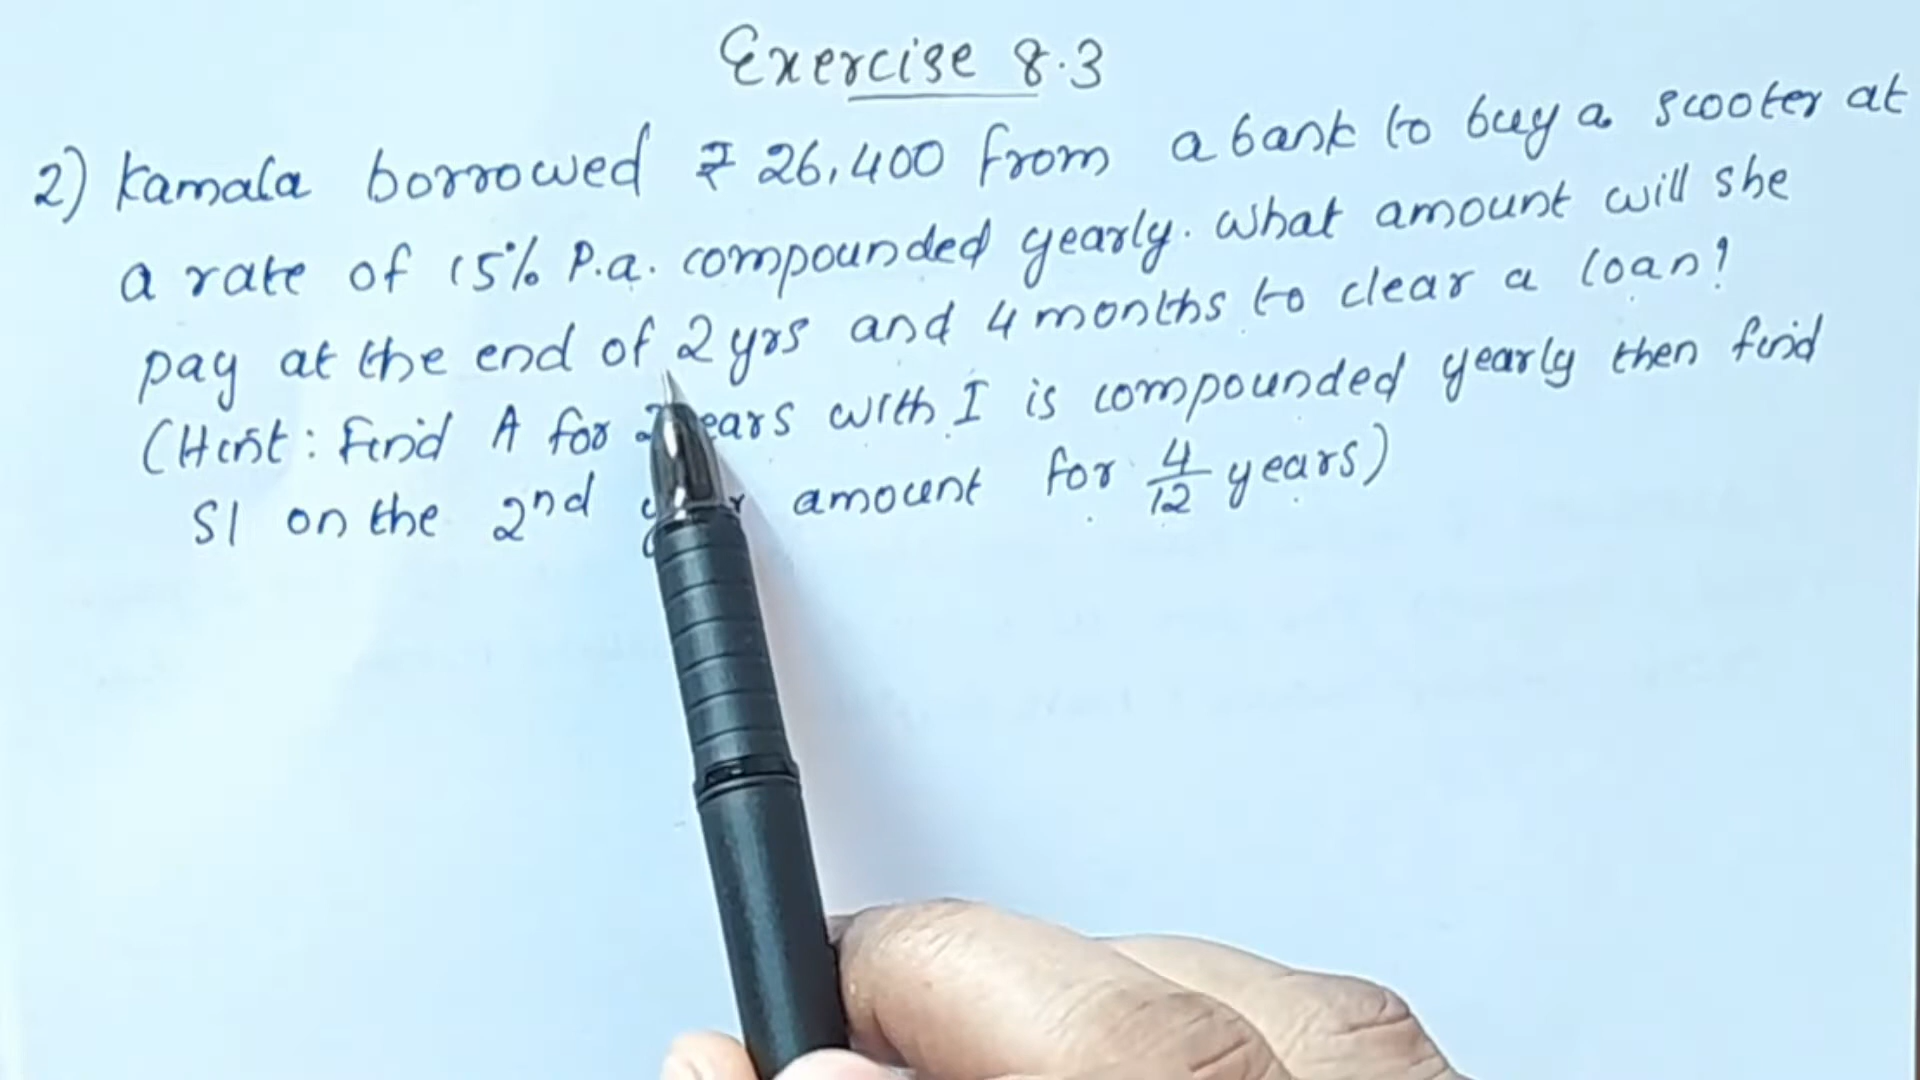 Exercise 8.3
2) Kamala borrowed ₹ 26,400 from a bank to buy a scooter at
a rate of 15% P.a. compounded yearly. What amount will she
pay at the end of 2 yrs and 4 months to clear a loan?
(Hint: Find A for 2 years with I is compounded yearly then find
SI on the 2nd amount for 4/12 years)